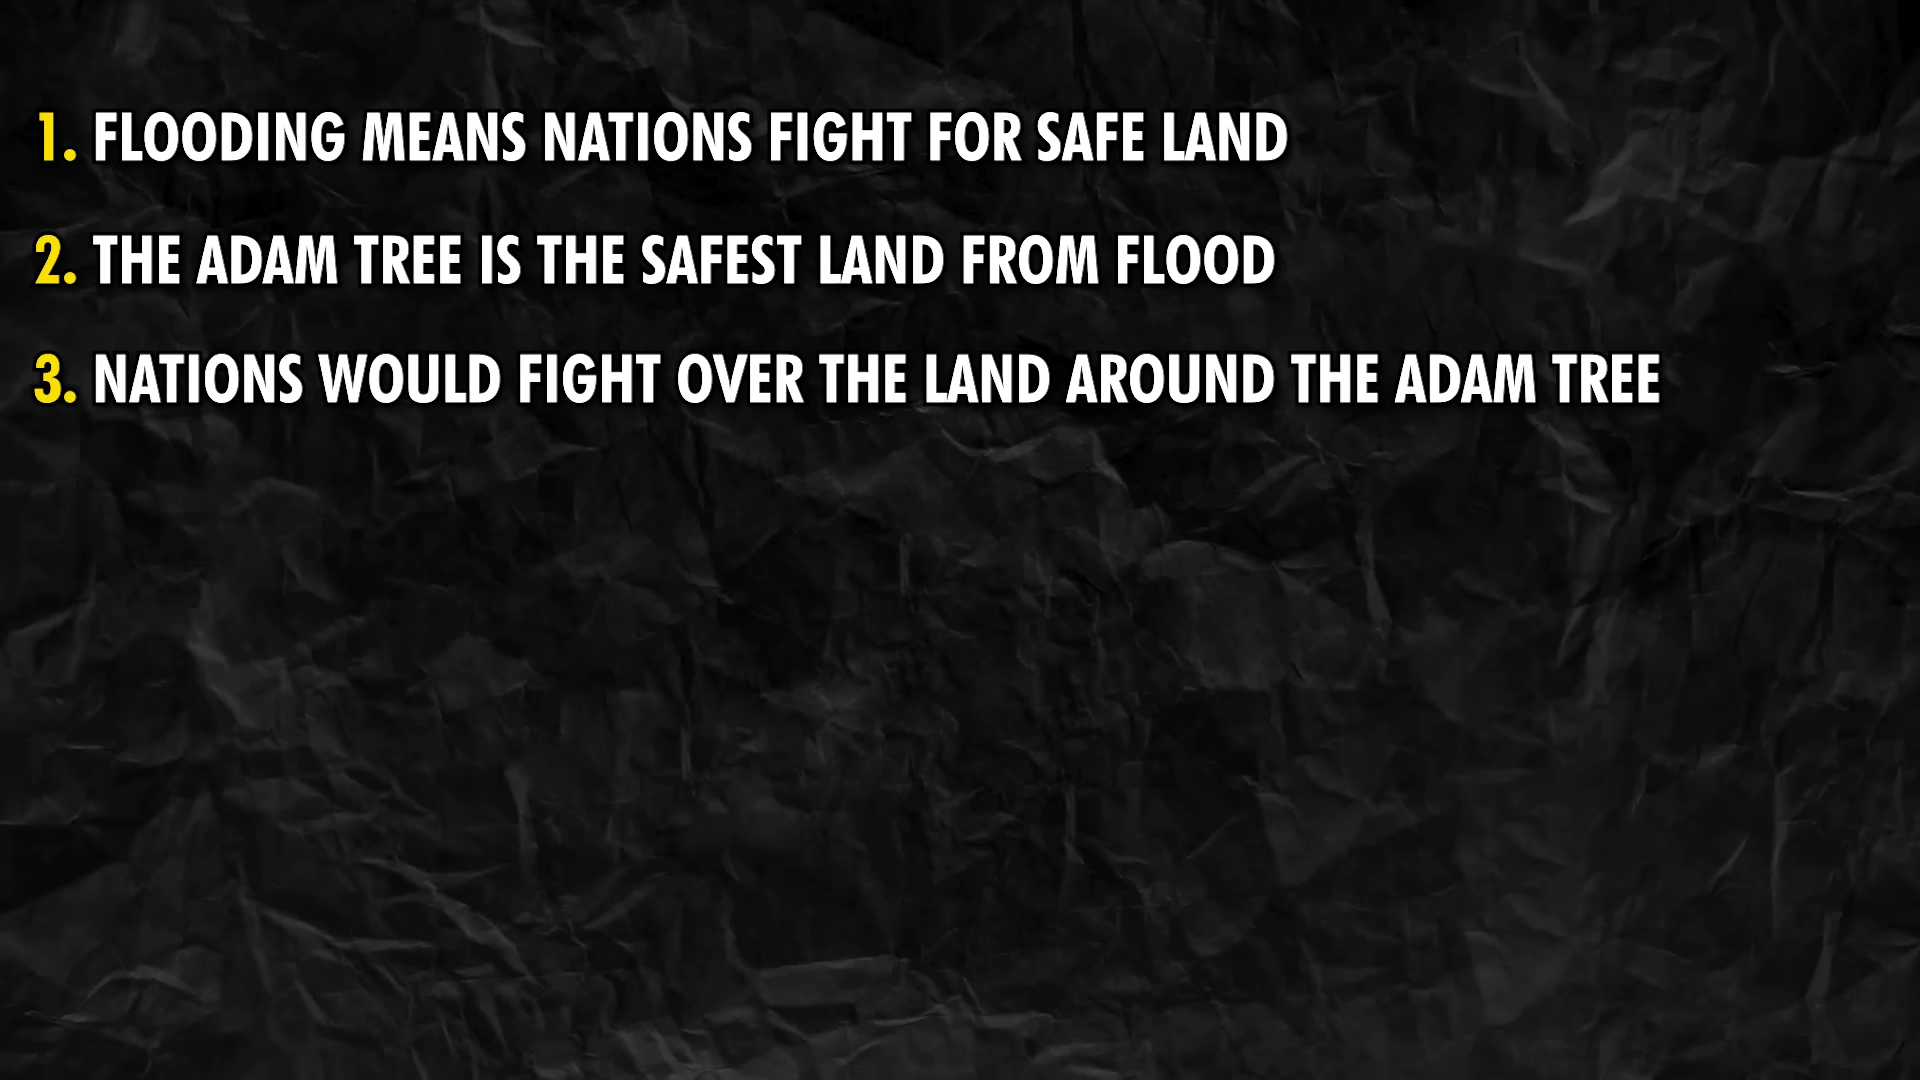 1. FLOODING MEANS NATIONS FIGHT FOR SAFE LAND
2. THE ADAM TREE IS THE SAFEST LAND FROM FLOOD
3. NATIONS WOULD FIGHT OVER THE LAND AROUND THE ADAM TREE